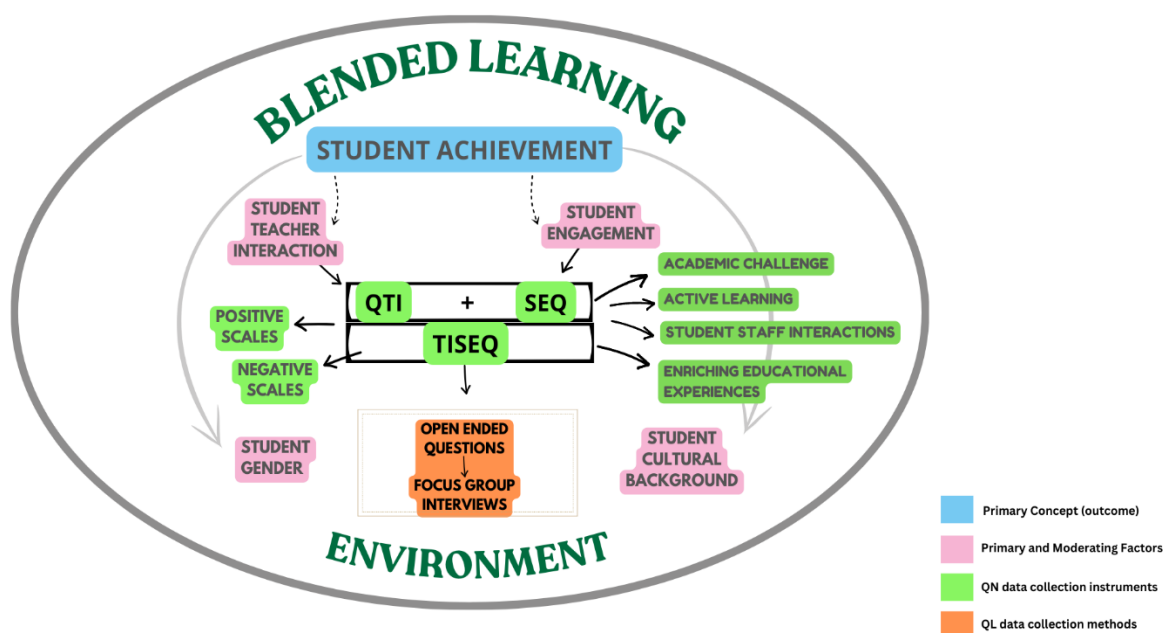 BLENDED LEARNING
STUDENT ACHIEVEMENT
STUDENT
TEACHER
INTERACTION
STUDENT
ENGAGEMENT
QTI + SEQ
TISEQ
POSITIVE
SCALES
NEGATIVE
SCALES
ACADEMIC CHALLENGE
ACTIVE LEARNING
STUDENT STAFF INTERACTIONS
ENRICHING EDUCATIONAL
EXPERIENCES
STUDENT
GENDER
OPEN ENDED
QUESTIONS
FOCUS GROUP
INTERVIEWS
STUDENT
CULTURAL
BACKGROUND
ENVIRONMENT
Primary Concept (outcome)
Primary and Moderating Factors
QN data collection instruments
QL data collection methods